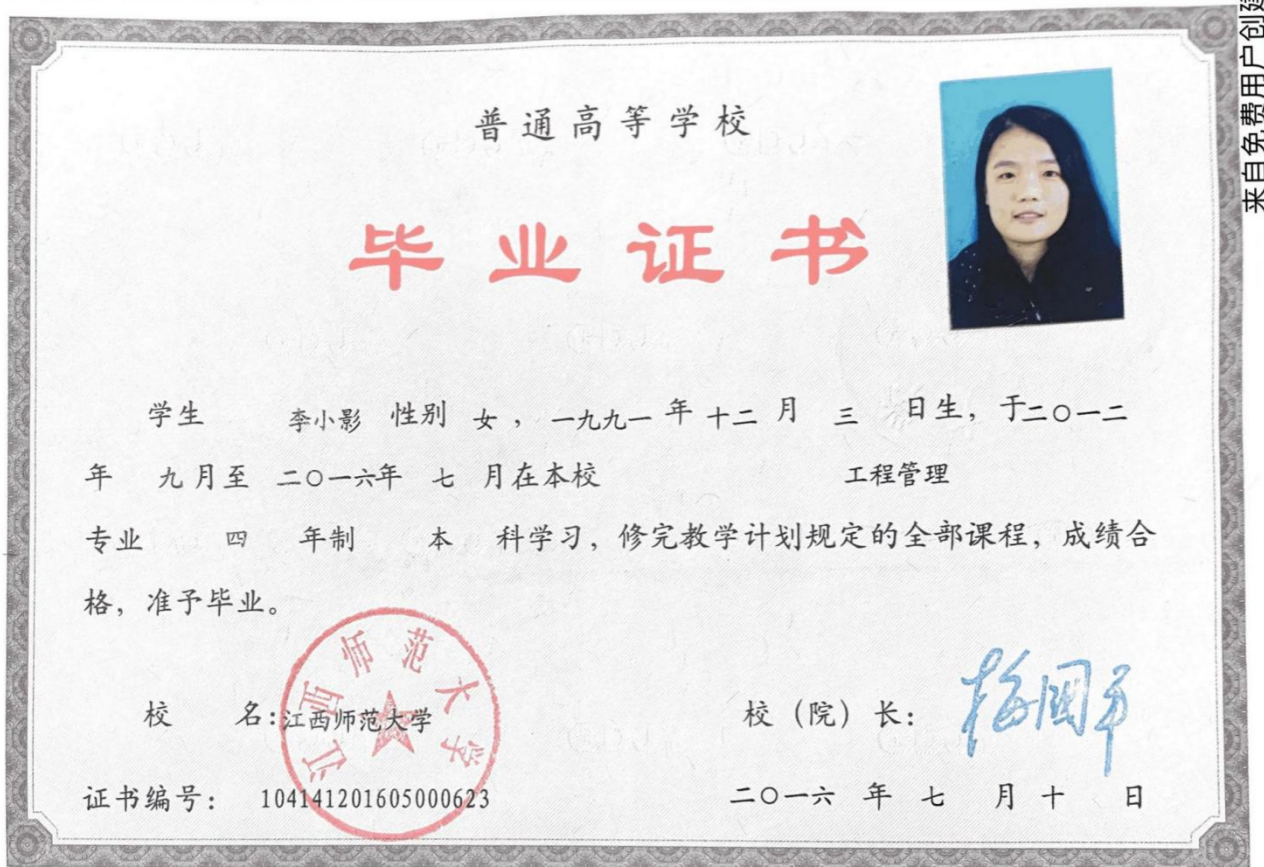 普通高等学校
毕业证书
学生 李小影 性别 女，一九九一 年 十二 月 三 日生，于二〇一二
年 九月至 二〇一六年 七 月在本校 工程管理
专业 四 年制 本 科学习，修完教学计划规定的全部课程，成绩合
格，准予毕业。
江西师范大学
校 名:江西师范大学 校（院）长：梅国平
证书编号： 104141201605000623 二〇一六 年 七 月 十 日
来自免费用户创建